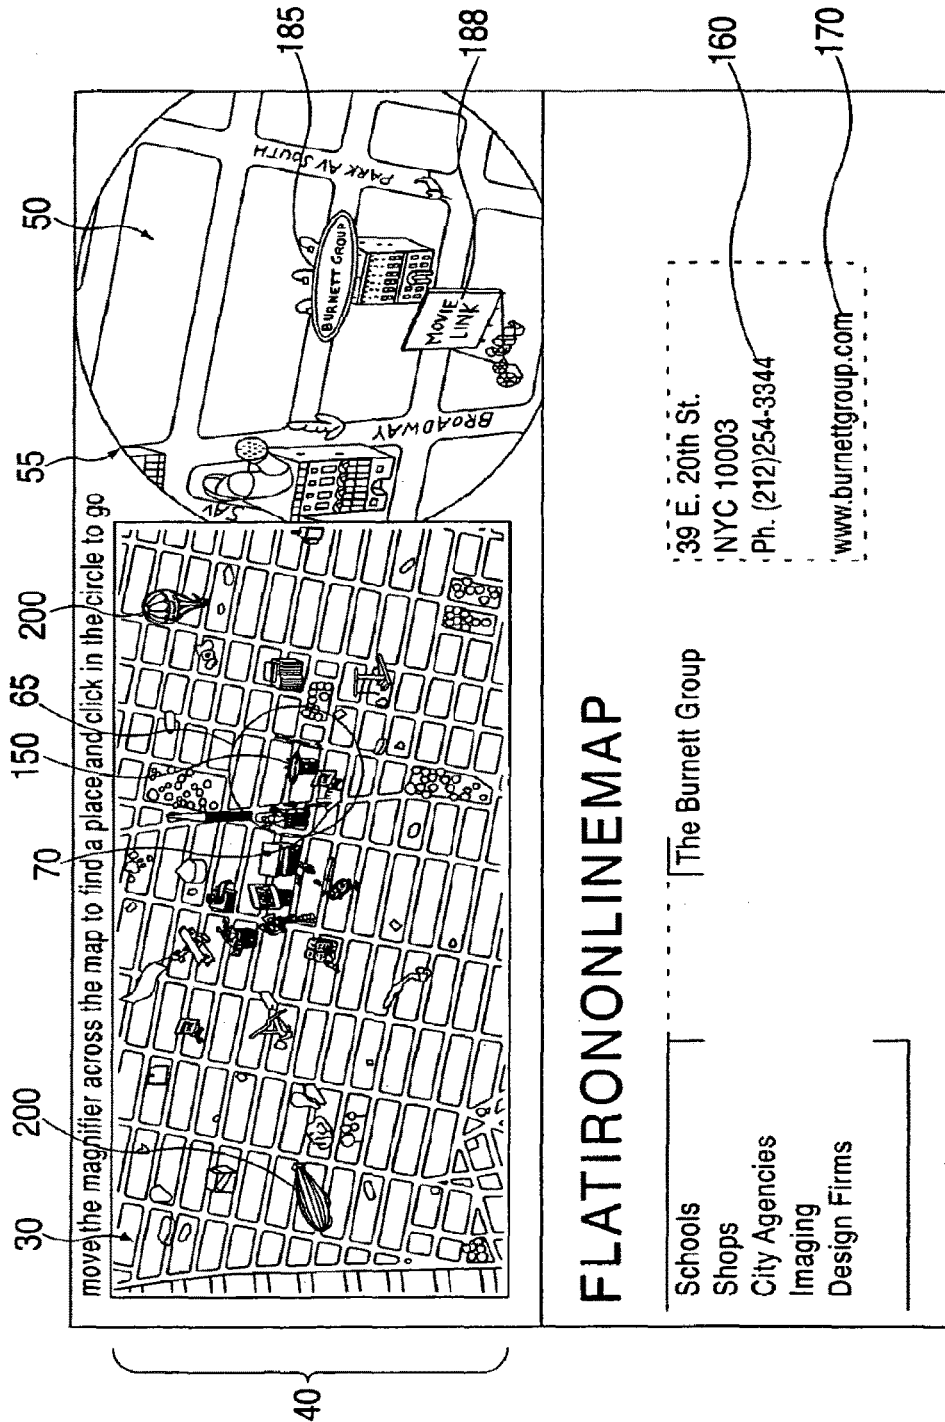 30
200
70
150
65
200
55
50
185
188
160
170
40
move the magnifier across the map to find a place and click in the circle to go
SAV
BROADWAY
PARK AV SOUTH
BURNETT GROUP
MOVIE
LINK
FLATIRONONLINEMAP
Schools
Shops
City Agencies
Imaging
Design Firms
The Burnett Group
39 E. 20th St.
NYC 10003
Ph. (212)254-3344
www.burnettgroup.com